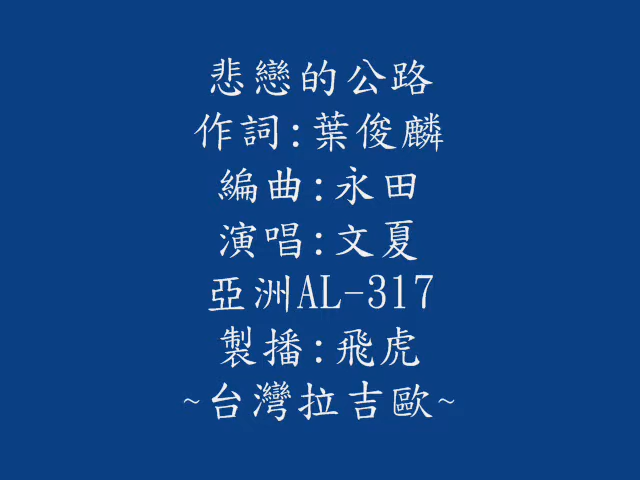 悲戀的公路
作詞:葉俊麟
編曲:永田
演唱:文夏
亞洲AL-317
製播:飛虎
~台灣拉吉歐~